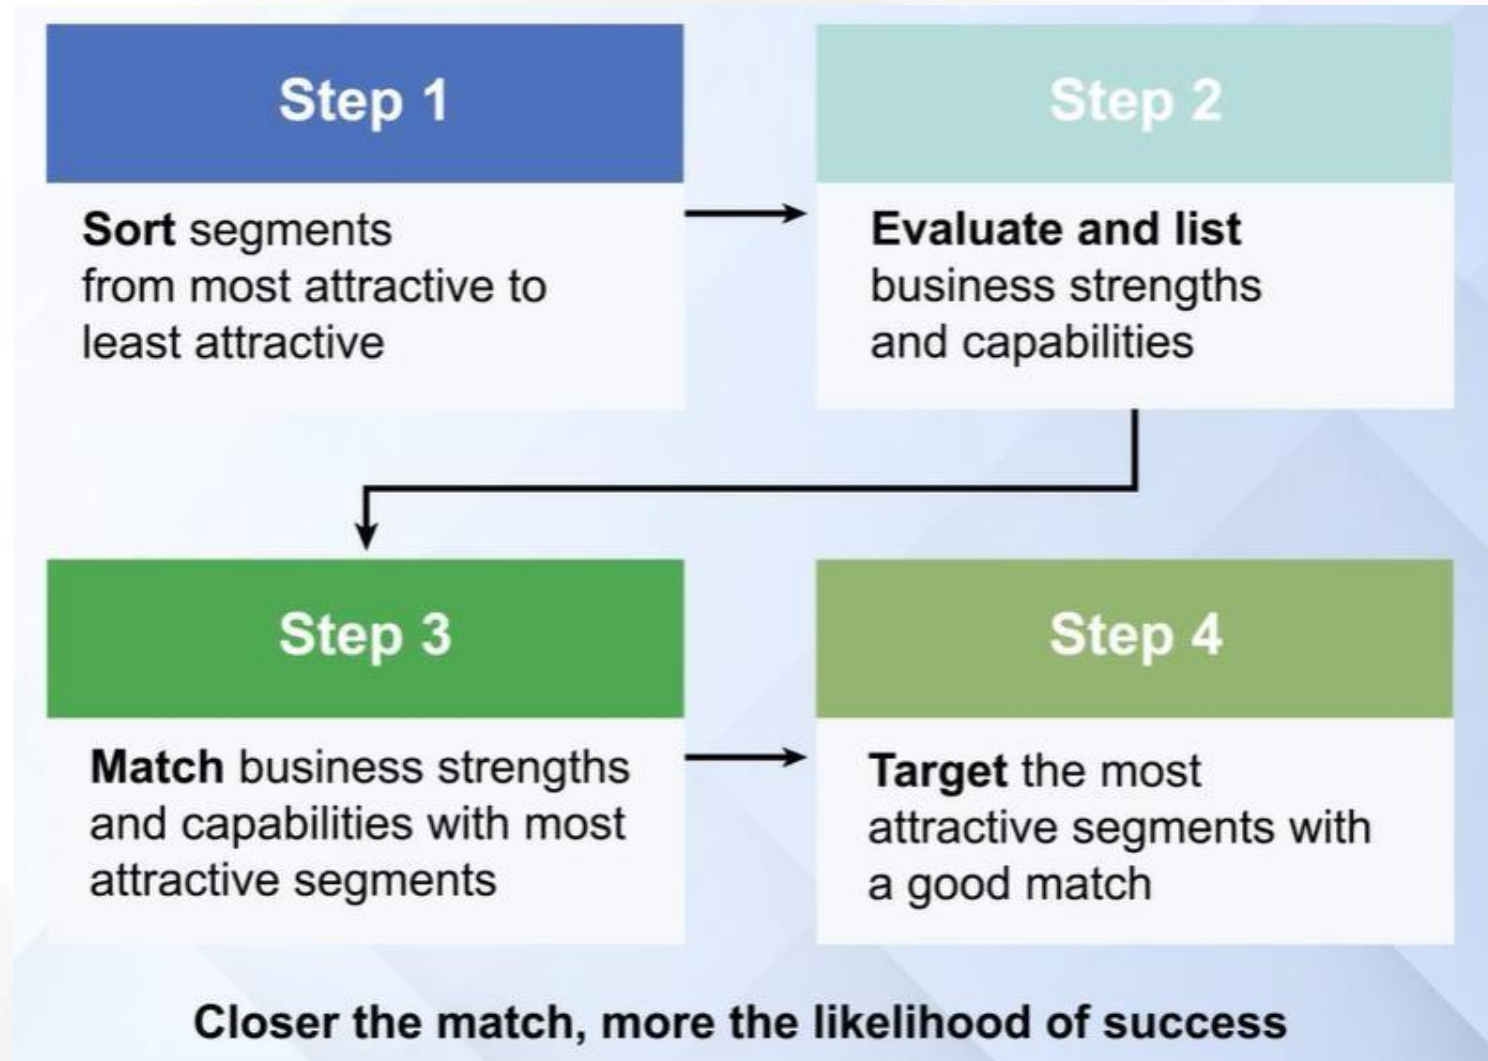 Step 1
Sort segments
from most attractive to
least attractive
Step 2
Evaluate and list
business strengths
and capabilities
Step 3
Match business strengths
and capabilities with most
attractive segments
Step 4
Target the most
attractive segments with
a good match
Closer the match, more the likelihood of success